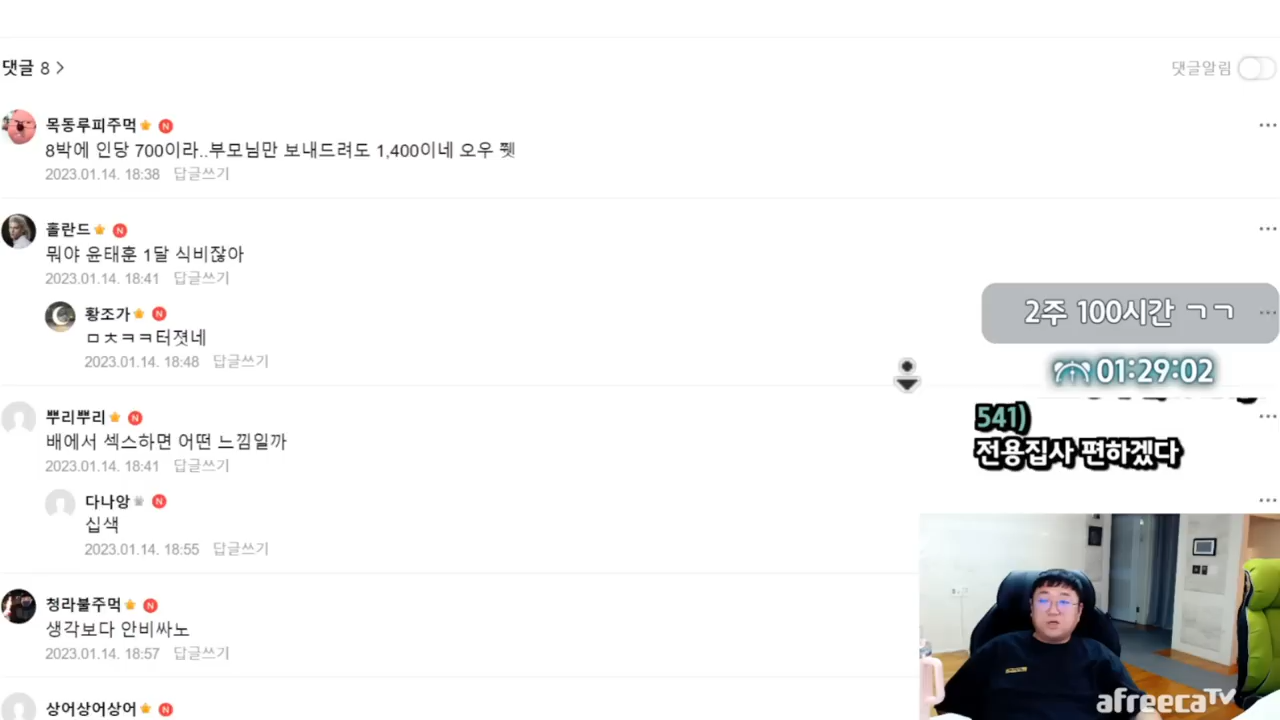 댓글 8
댓글알림
목동루피주먹 N
8박에 인당 700이라..부모님만 보내드려도 1,400이네 오우 쀗
2023.01.14. 18:38 답글쓰기
홀란드 N
뭐야 윤태훈 1달 식비잖아
2023.01.14. 18:41 답글쓰기
황조가 N
ㅁㅊㅋㅋ터졋네
2023.01.14. 18:48 답글쓰기
뿌리뿌리 N
배에서 섹스하면 어떤 느낌일까
2023.01.14. 18:41 답글쓰기
다나앙 N
십색
2023.01.14. 18:55 답글쓰기
청라불주먹 N
생각보다 안비싸노
2023.01.14. 18:57 답글쓰기
상어상어상어 N
2주 100시간 ㄱㄱ
01:29:02
541)
전용집사 편하겠다
afreecaTV